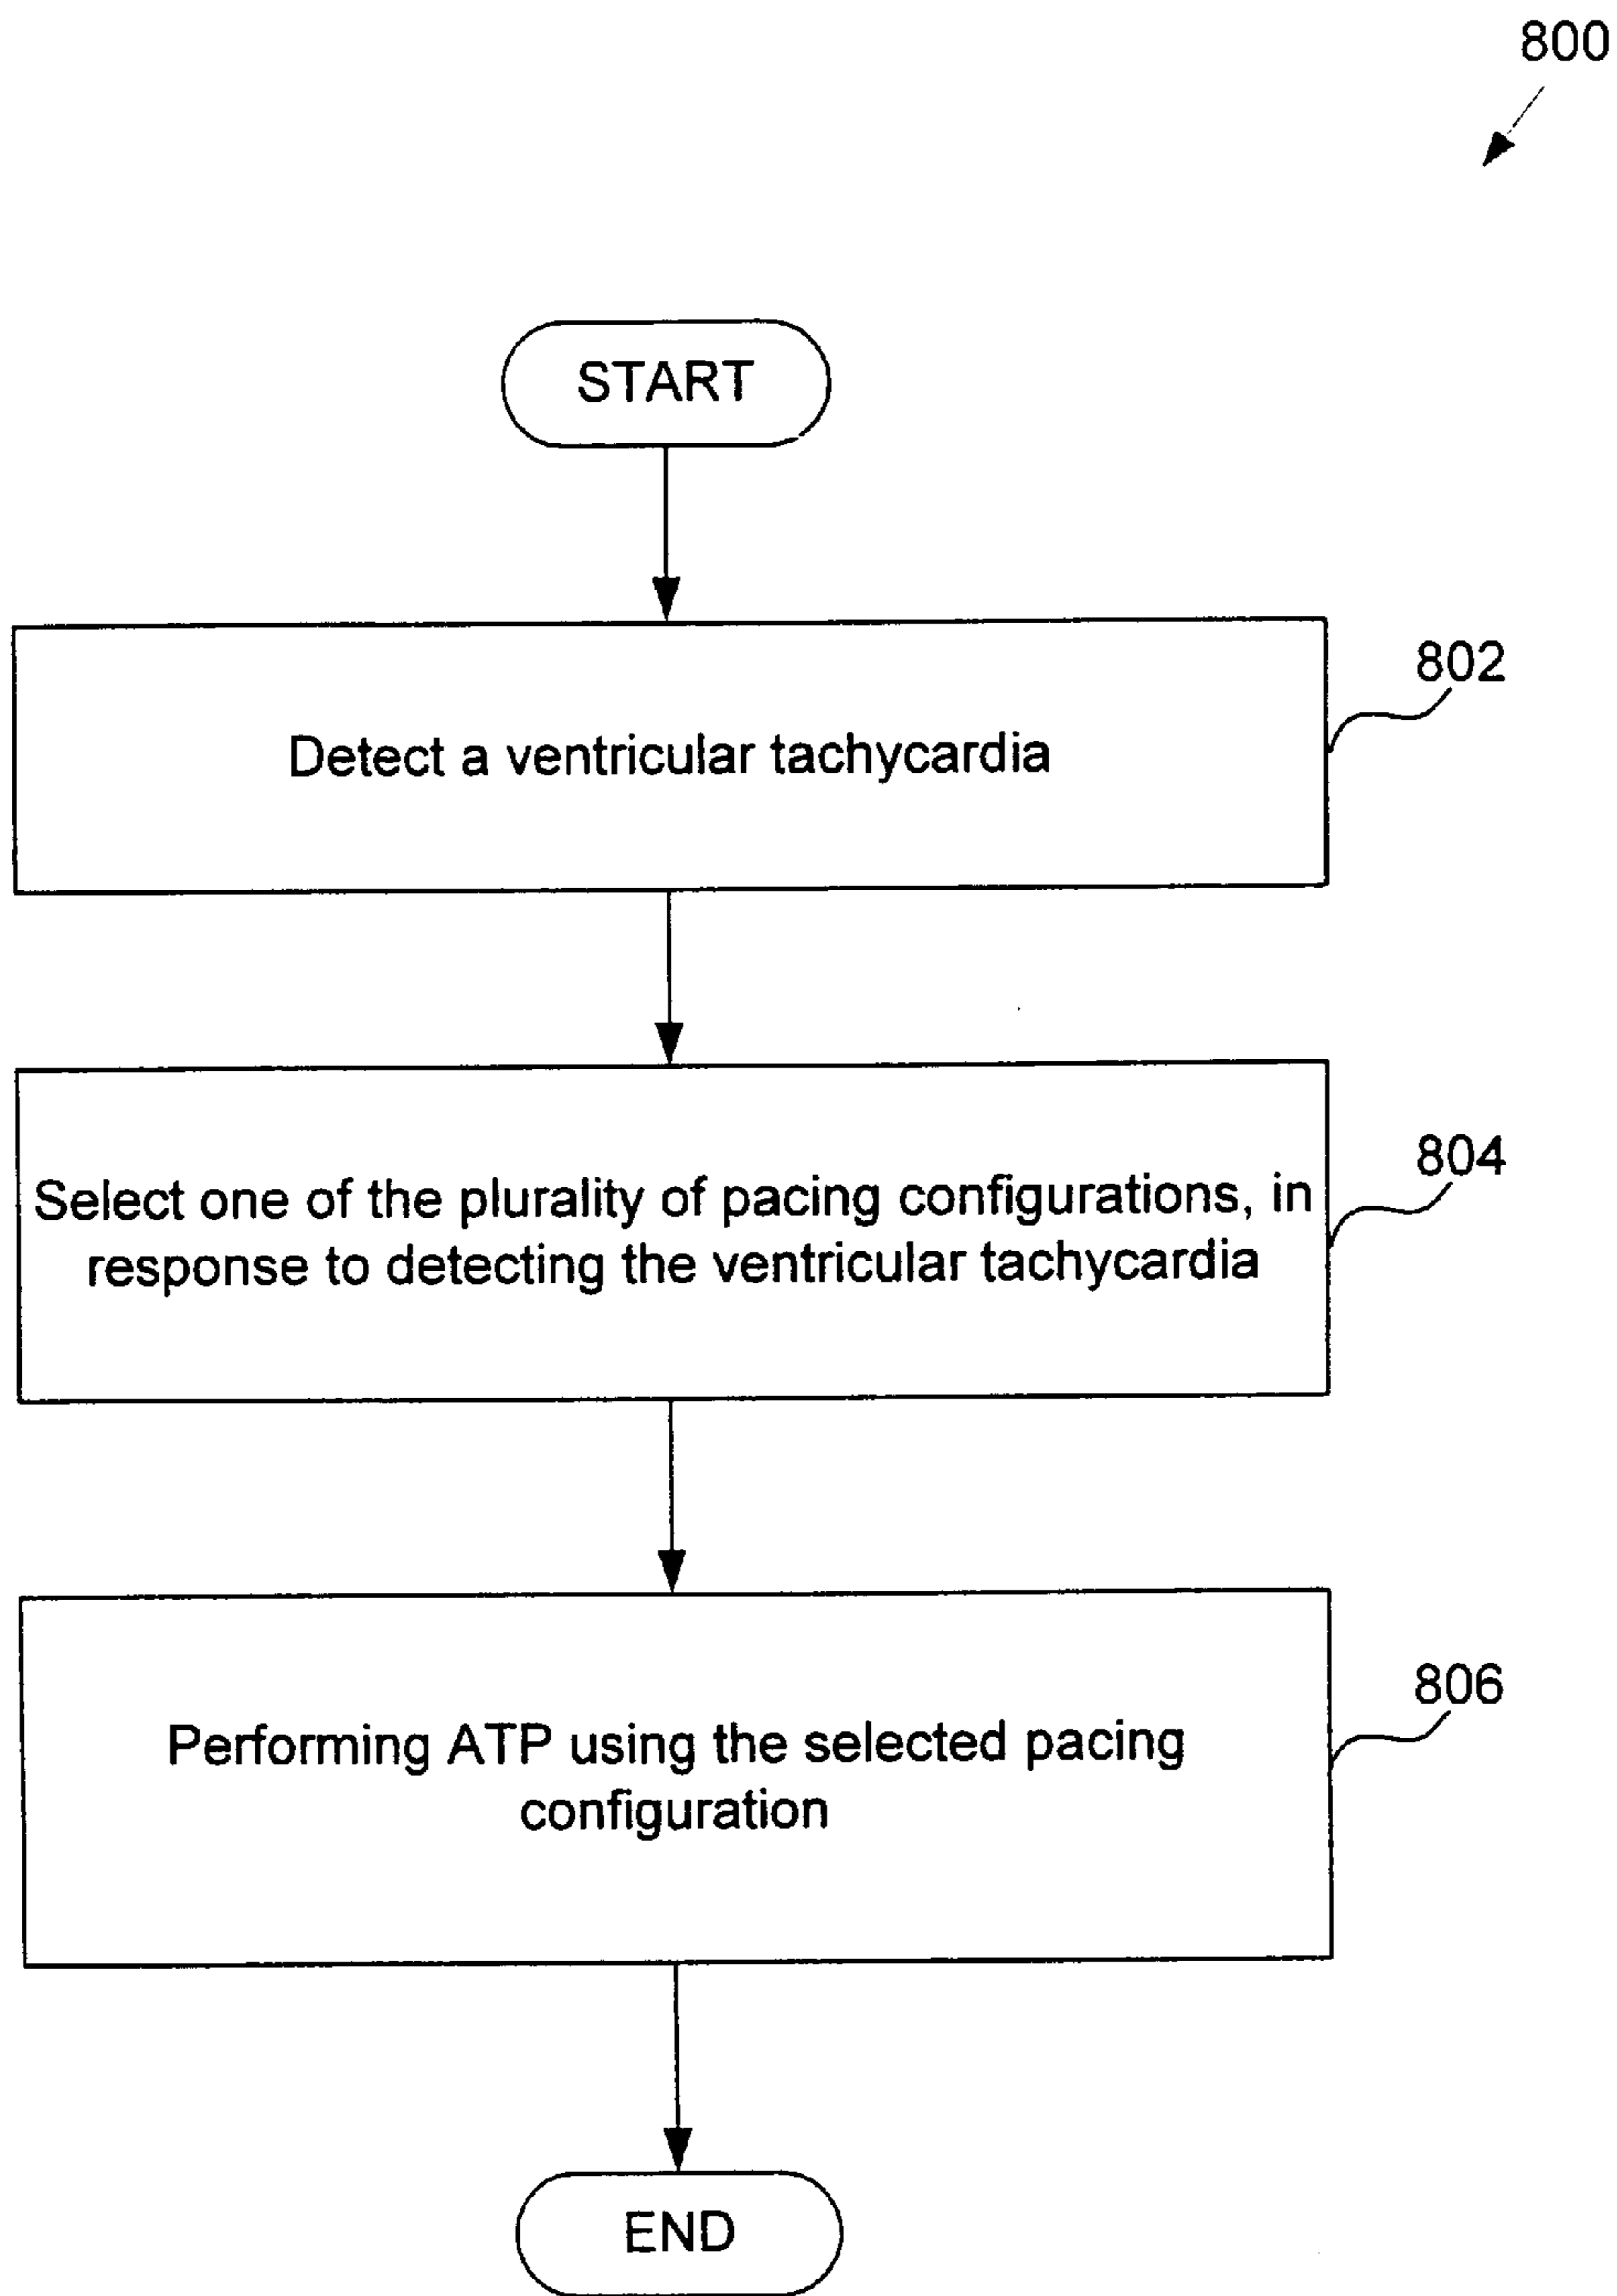 800
START
802
Detect a ventricular tachycardia
804
Select one of the plurality of pacing configurations, in
response to detecting the ventricular tachycardia
806
Performing ATP using the selected pacing
configuration
END